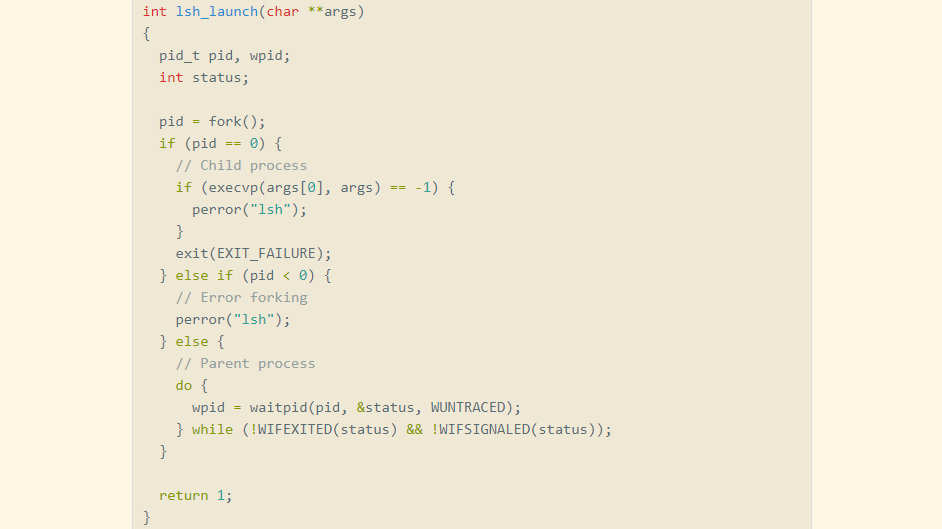 int lsh_launch(char **args)
{
  pid_t pid, wpid;
  int status;

  pid = fork();
  if (pid == 0) {
    // Child process
    if (execvp(args[0], args) == -1) {
      perror("lsh");
    }
    exit(EXIT_FAILURE);
  } else if (pid < 0) {
    // Error forking
    perror("lsh");
  } else {
    // Parent process
    do {
      wpid = waitpid(pid, &status, WUNTRACED);
    } while (!WIFEXITED(status) && !WIFSIGNALED(status));
  }

  return 1;
}